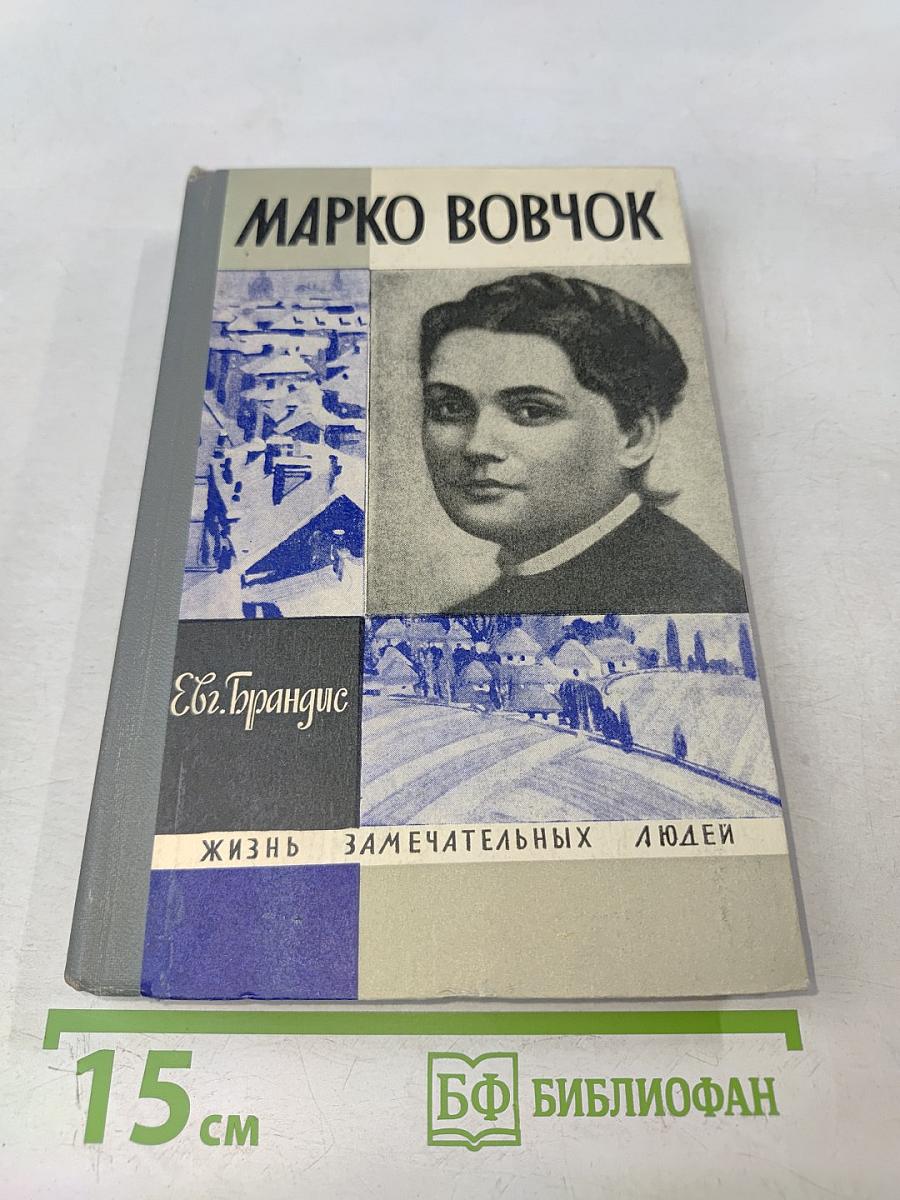 МАРКО ВОВЧОК
Евг. Брандис
ЖИЗНЬ ЗАМЕЧАТЕЛЬНЫХ ЛЮДЕЙ
15 см
БФ БИБЛИОФАН